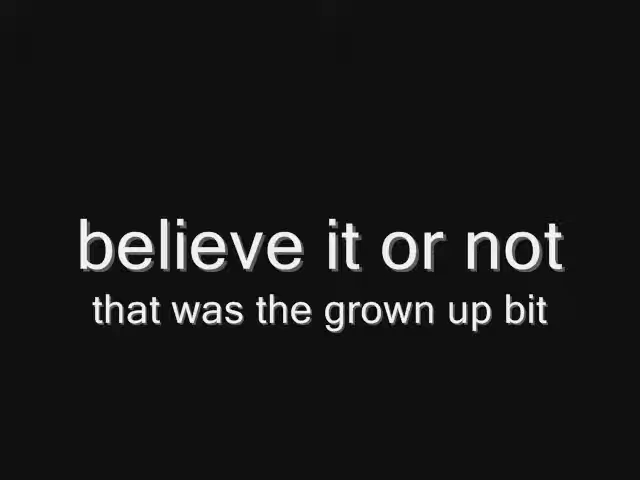 believe it or not
that was the grown up bit